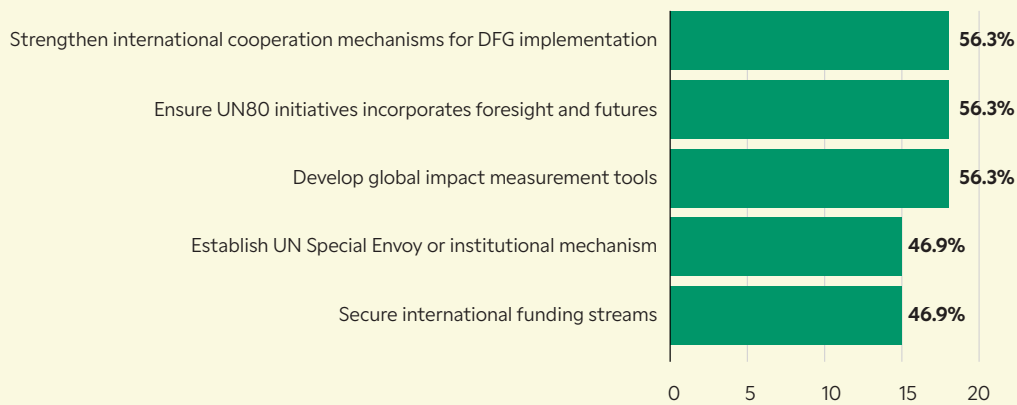 Strengthen international cooperation mechanisms for DFG implementation 56.3%
Ensure UN80 initiatives incorporates foresight and futures 56.3%
Develop global impact measurement tools 56.3%
Establish UN Special Envoy or institutional mechanism 46.9%
Secure international funding streams 46.9%
0 5 10 15 20